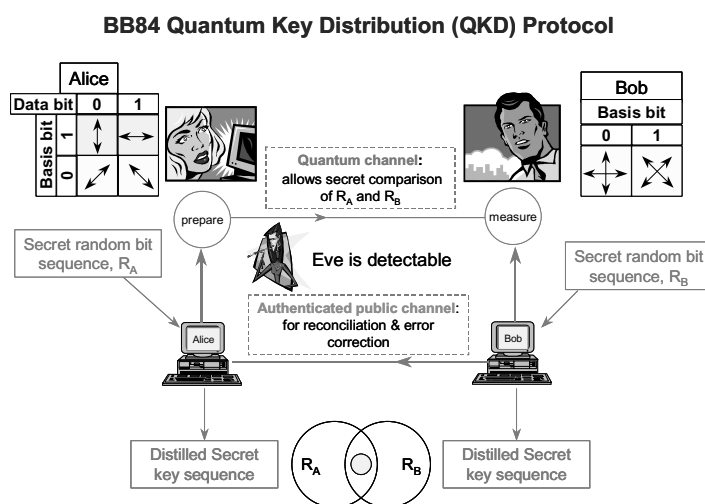 BB84 Quantum Key Distribution (QKD) Protocol
Alice
Data bit 0 1
Basis bit
1
0
Bob
Basis bit
0 1
Quantum channel:
allows secret comparison
of RA and RB
prepare
measure
Secret random bit
sequence, RA
Eve is detectable
Secret random bit
sequence, RB
Authenticated public channel:
for reconciliation & error
correction
Alice
Bob
Distilled Secret
key sequence
RA
RB
Distilled Secret
key sequence